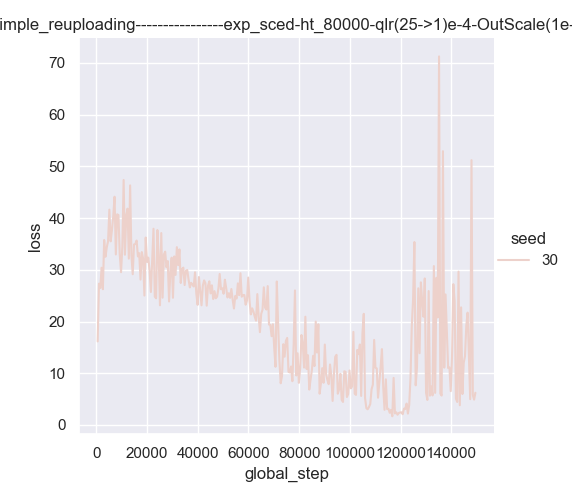 imple_reuploading----------------exp_sced-ht_80000-qlr(25->1)e-4-OutScale(1e-
70
60
50
40
30
20
10
0
loss
0 20000 40000 60000 80000 100000 120000 140000
global_step
seed
30